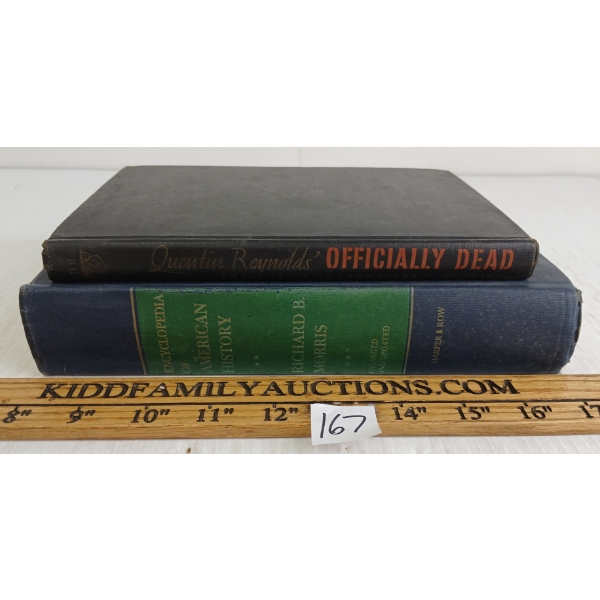 Quentin Reynolds' OFFICIALLY DEAD
ENCYCLOPEDIA
OF
AMERICAN
HISTORY
RICHARD B.
MORRIS
HARPER & ROW
KIDDFAMILYAUCTIONS.COM
8" 9" 10" 11" 12" 14" 15" 16" 17
167